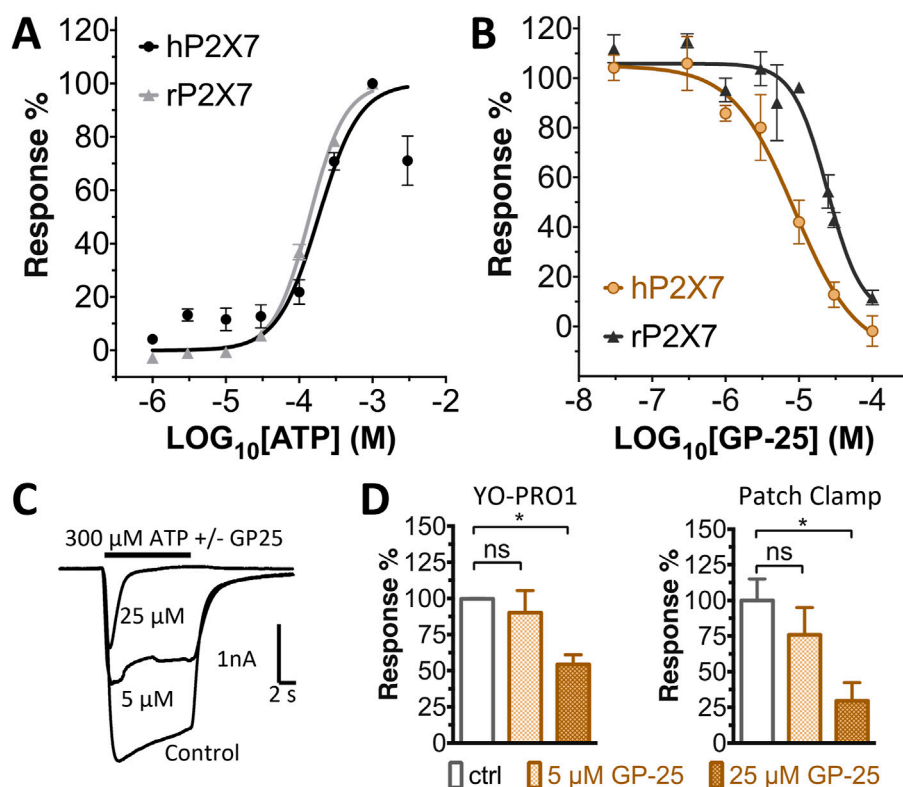 A
hP2X7
rP2X7
Response %
120
100
80
60
40
20
0
-6
-5
-4
-3
-2
LOG10[ATP] (M)
B
Response %
120
100
80
60
40
20
0
hP2X7
rP2X7
-8
-7
-6
-5
-4
LOG10[GP-25] (M)
C
300 µM ATP +/- GP25
25 µM
5 µM
Control
1nA
2 s
D
YO-PRO1
Response %
150
125
100
75
50
25
0
*
ns
Patch Clamp
Response %
150
125
100
75
50
25
0
*
ns
ctrl
5 µM GP-25
25 µM GP-25